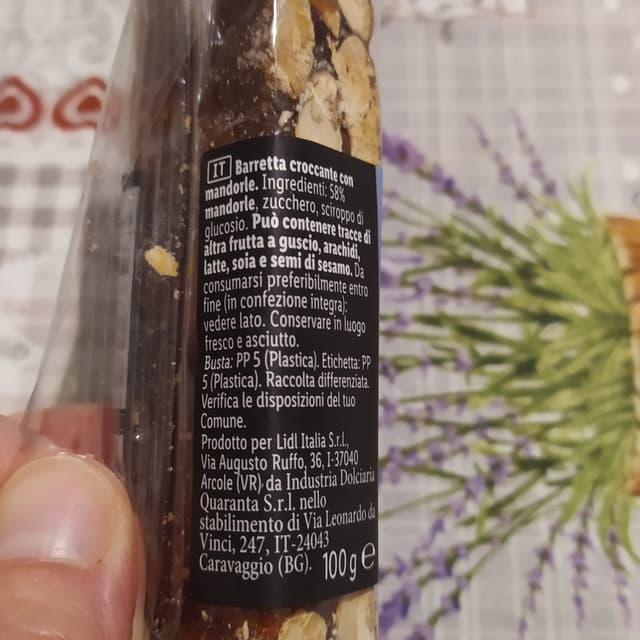 IT Barretta croccante con
mandorle. Ingredienti: 58%
mandorle, zucchero, sciroppo di
glucosio. Può contenere tracce di
altra frutta a guscio, arachidi,
latte, soia e semi di sesamo. Da
consumarsi preferibilmente entro
fine (in confezione integra):
vedere lato. Conservare in luogo
fresco e asciutto.
Busta: PP 5 (Plastica). Etichetta: PP
5 (Plastica). Raccolta differenziata.
Verifica le disposizioni del tuo
Comune.
Prodotto per Lidl Italia S.r.l.,
Via Augusto Ruffo, 36, I-37040
Arcole (VR) da Industria Dolciaria
Quaranta S.r.l. nello
stabilimento di Via Leonardo da
Vinci, 247, IT-24043
Caravaggio (BG). 100 g e